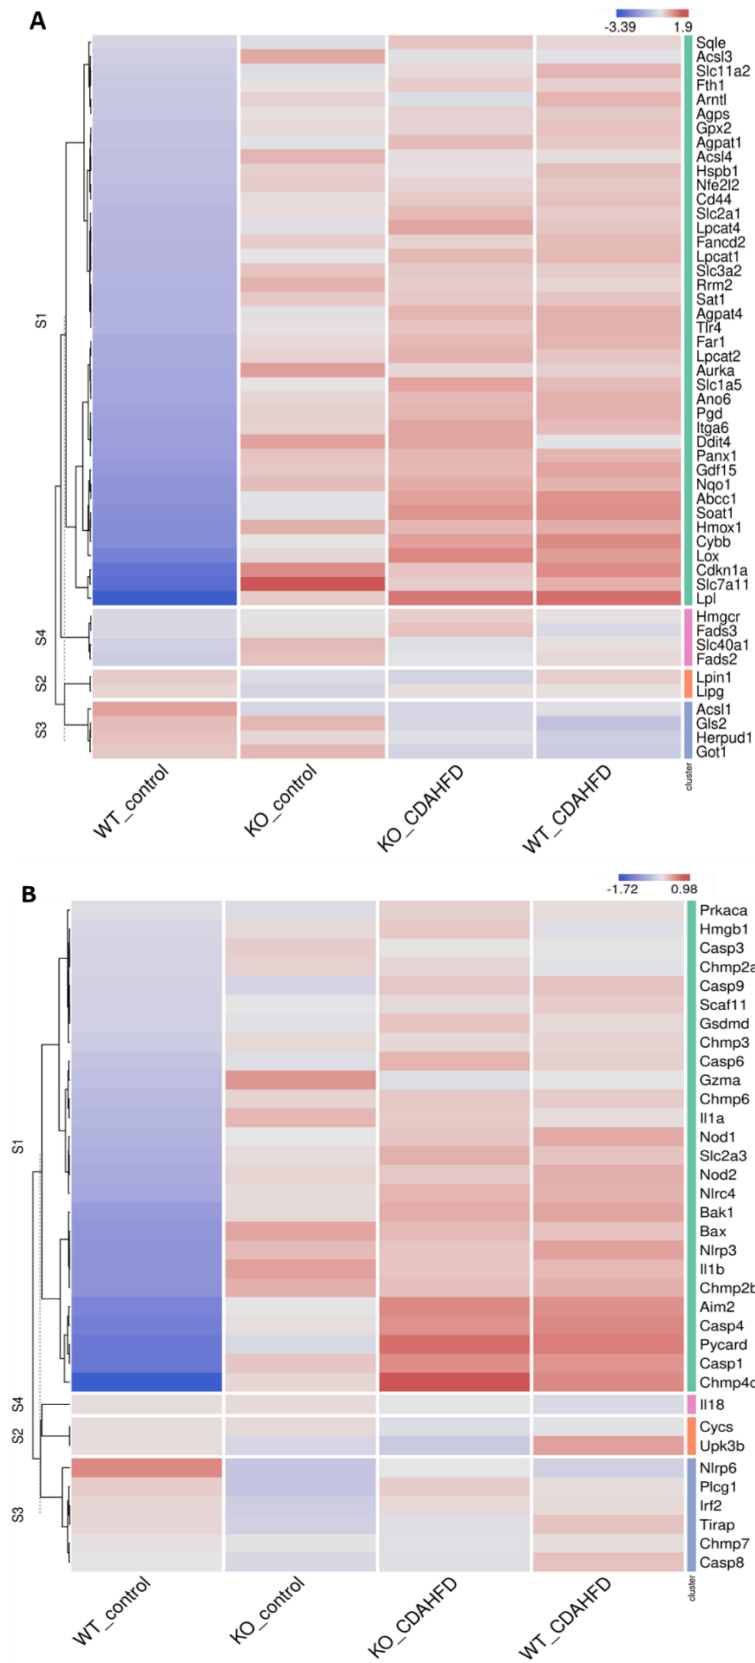 A
-3.39 1.9
Sqle
Acsl3
Slc11a2
Fth1
Arntl
Agps
Gpx2
Agpat1
Acsl4
Hspb1
Nfe2l2
Cd44
Slc2a1
Lpcat4
Fancd2
Lpcat1
Slc3a2
Rrm2
Sat1
Agpat4
Tlr4
Far1
Lpcat2
Aurka
Slc1a5
Ano6
Pgd
Itga6
Ddit4
Panx1
Gdf15
Nqo1
Abcc1
Soat1
Hmox1
Cybb
Lox
Cdkn1a
Slc7a11
Lpl
Hmgcr
Fads3
Slc40a1
Fads2
Lpin1
Lipg
Acsl1
Gls2
Herpud1
Got1
S1
S4
S2
S3
WT_control
KO_control
KO_CDAHFD
WT_CDAHFD
cluster
B
-1.72 0.98
Prkaca
Hmgb1
Casp3
Chmp2a
Casp9
Scaf11
Gsdmd
Chmp3
Casp6
Gzma
Chmp6
Il1a
Nod1
Slc2a3
Nod2
Nlrc4
Bak1
Bax
Nlrp3
Il1b
Chmp2b
Aim2
Casp4
Pycard
Casp1
Chmp4c
Il18
Cycs
Upk3b
Nlrp6
Plcg1
Irf2
Tirap
Chmp7
Casp8
S1
S4
S2
S3
WT_control
KO_control
KO_CDAHFD
WT_CDAHFD
cluster